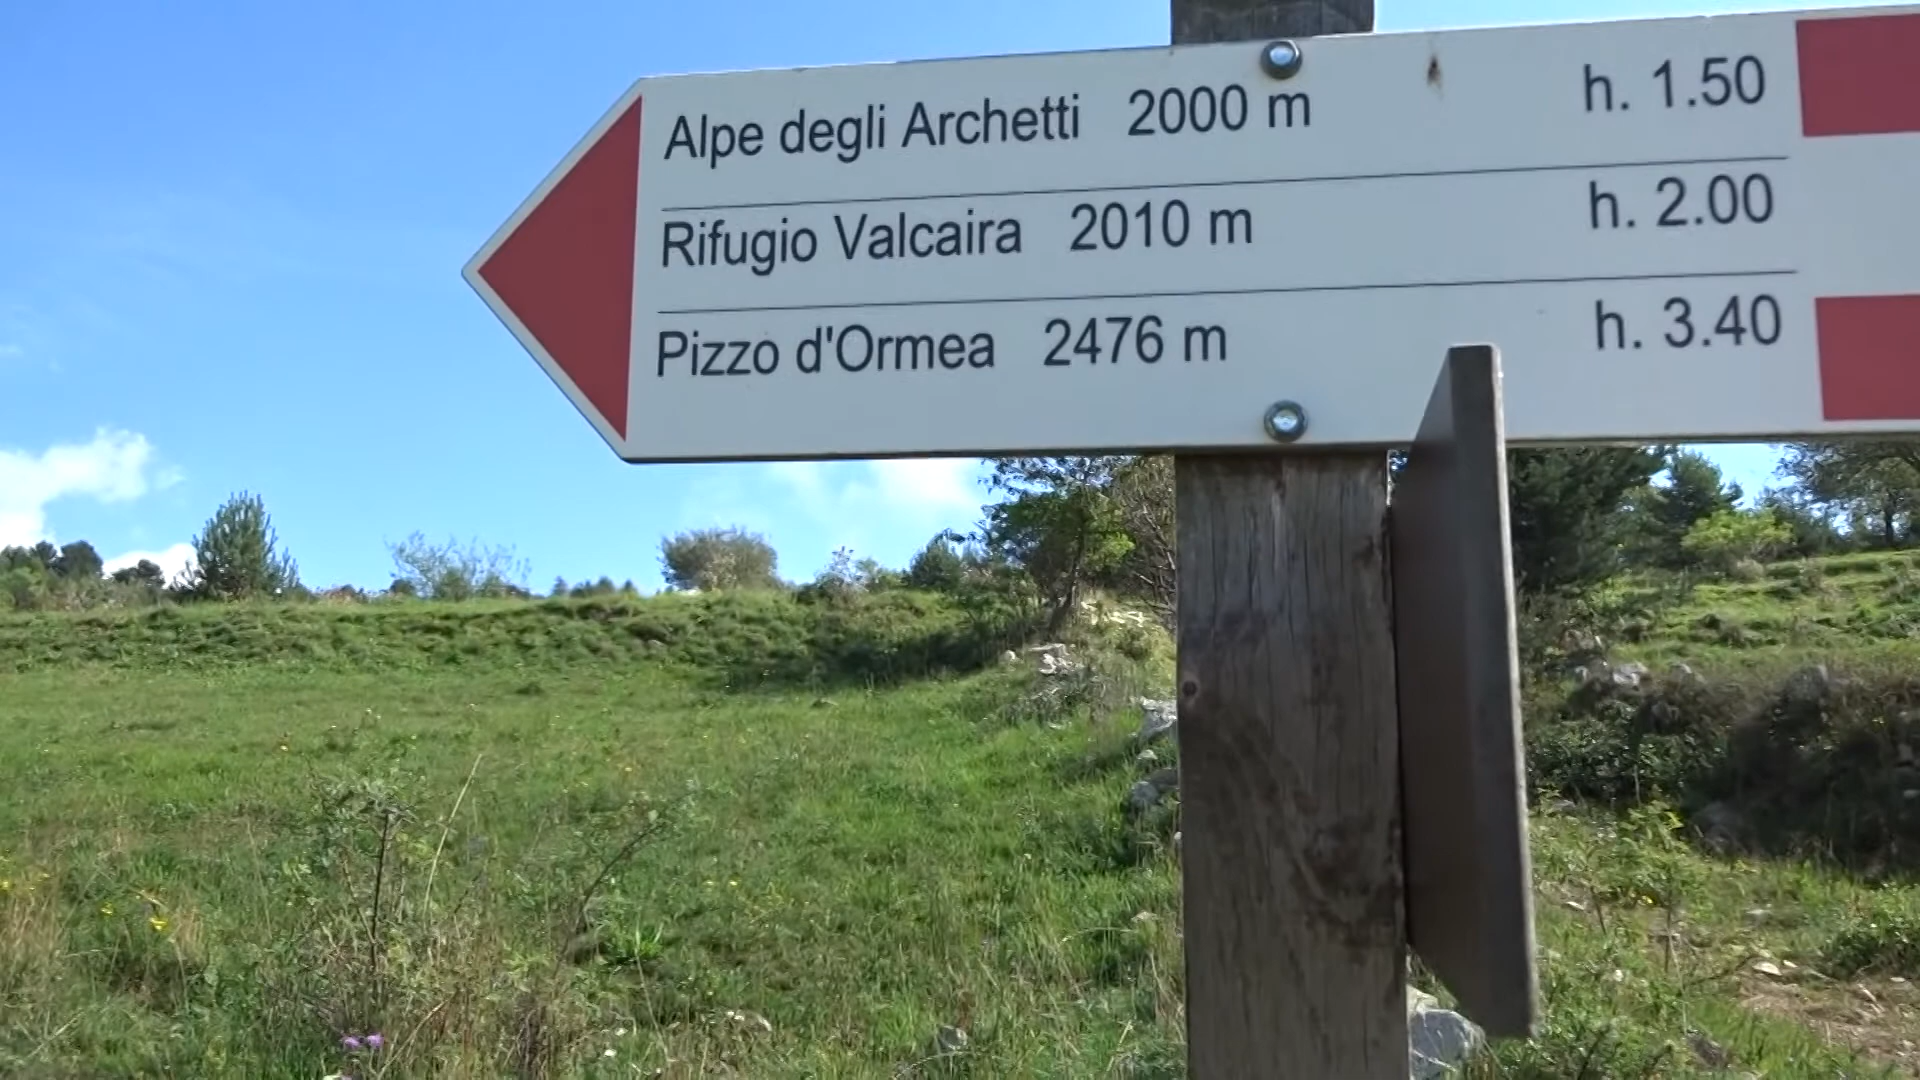 Alpe degli Archetti 2000 m h. 1.50
Rifugio Valcaira 2010 m h. 2.00
Pizzo d'Ormea 2476 m h. 3.40